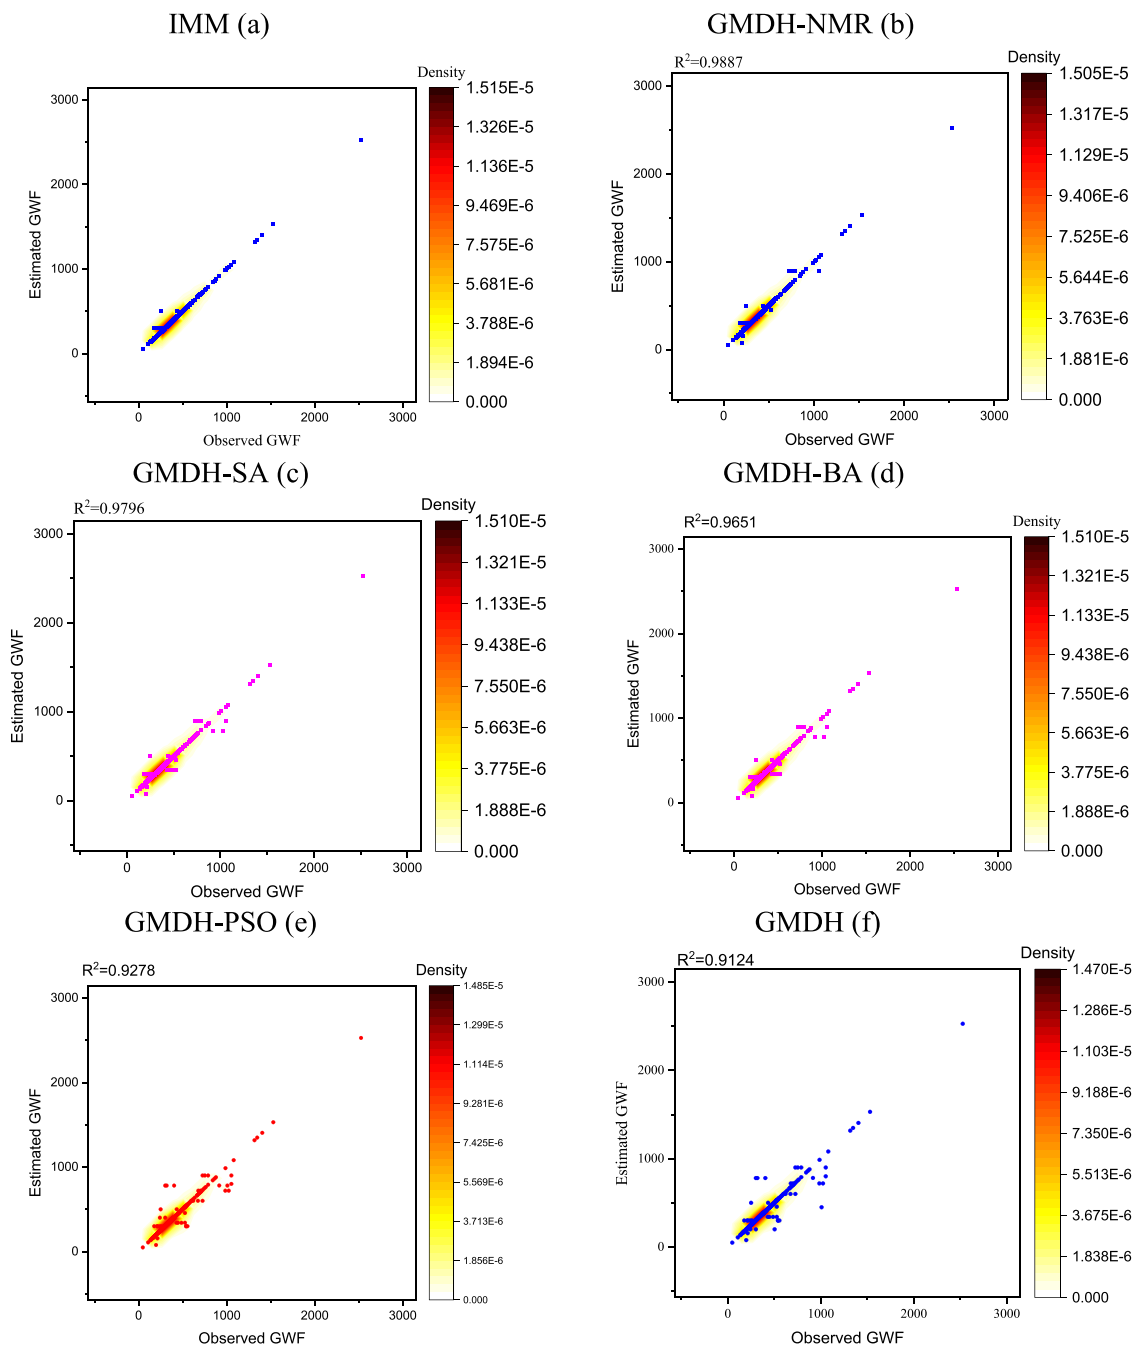 IMM (a)
Density
3000
2000
1000
0
Estimated GWF
0
1000
2000
3000
Observed GWF
1.515E-5
1.326E-5
1.136E-5
9.469E-6
7.575E-6
5.681E-6
3.788E-6
1.894E-6
0.000
GMDH-NMR (b)
R²=0.9887
Density
3000
2000
1000
0
Estimated GWF
0
1000
2000
3000
Observed GWF
1.505E-5
1.317E-5
1.129E-5
9.406E-6
7.525E-6
5.644E-6
3.763E-6
1.881E-6
0.000
GMDH-SA (c)
R²=0.9796
Density
3000
2000
1000
0
Estimated GWF
0
1000
2000
3000
Observed GWF
1.510E-5
1.321E-5
1.133E-5
9.438E-6
7.550E-6
5.663E-6
3.775E-6
1.888E-6
0.000
GMDH-BA (d)
R²=0.9651
Density
3000
2000
1000
0
Estimated GWF
0
1000
2000
3000
Observed GWF
1.510E-5
1.321E-5
1.133E-5
9.438E-6
7.550E-6
5.663E-6
3.775E-6
1.888E-6
0.000
GMDH-PSO (e)
R²=0.9278
Density
3000
2000
1000
0
Estimated GWF
0
1000
2000
3000
Observed GWF
1.485E-5
1.299E-5
1.114E-5
9.281E-6
7.425E-6
5.569E-6
3.713E-6
1.856E-6
0.000
GMDH (f)
R²=0.9124
Density
3000
2000
1000
0
Estimated GWF
0
1000
2000
3000
Observed GWF
1.470E-5
1.286E-5
1.103E-5
9.188E-6
7.350E-6
5.513E-6
3.675E-6
1.838E-6
0.000